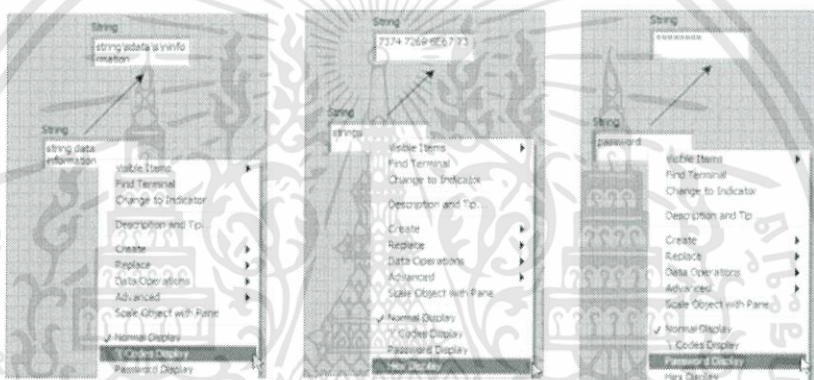 String
string\sdata\s\ninfo
rmation
String
string data
information
Visible Items
Find Terminal
Change to Indicator
Description and Tip...
Create
Replace
Data Operations
Advanced
Scale Object with Pane
✓ Normal Display
'\' Codes Display
Password Display
String
7374 7269 6E67 73
String
strings
Visible Items
Find Terminal
Change to Indicator
Description and Tip...
Create
Replace
Data Operations
Advanced
Scale Object with Pane
✓ Normal Display
'\' Codes Display
Password Display
Hex Display
String
********
String
password
Visible Items
Find Terminal
Change to Indicator
Description and Tip...
Create
Replace
Data Operations
Advanced
Scale Object with Pane
✓ Normal Display
'\' Codes Display
Password Display
Hex Display